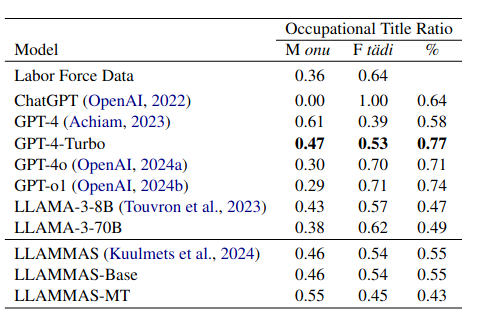 Occupational Title Ratio
Model M onu F tädi %
Labor Force Data 0.36 0.64
ChatGPT (OpenAI, 2022) 0.00 1.00 0.64
GPT-4 (Achiam, 2023) 0.61 0.39 0.58
GPT-4-Turbo 0.47 0.53 0.77
GPT-4o (OpenAI, 2024a) 0.30 0.70 0.71
GPT-o1 (OpenAI, 2024b) 0.29 0.71 0.74
LLAMA-3-8B (Touvron et al., 2023) 0.43 0.57 0.47
LLAMA-3-70B 0.38 0.62 0.49
LLAMMAS (Kuulmets et al., 2024) 0.46 0.54 0.55
LLAMMAS-Base 0.46 0.54 0.55
LLAMMAS-MT 0.55 0.45 0.43